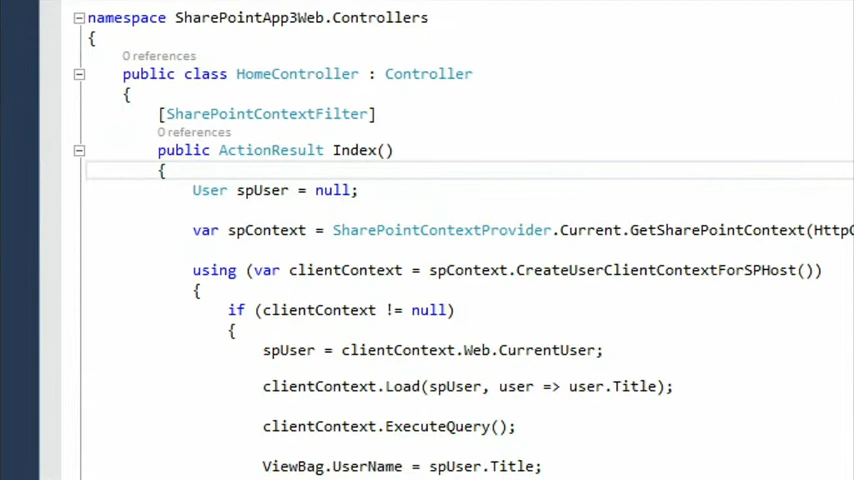 namespace SharePointApp3Web.Controllers
{
0 references
public class HomeController : Controller
{
[SharePointContextFilter]
0 references
public ActionResult Index()
{
User spUser = null;
var spContext = SharePointContextProvider.Current.GetSharePointContext(HttpC
using (var clientContext = spContext.CreateUserClientContextForSPHost())
{
if (clientContext != null)
{
spUser = clientContext.Web.CurrentUser;
clientContext.Load(spUser, user => user.Title);
clientContext.ExecuteQuery();
ViewBag.UserName = spUser.Title;